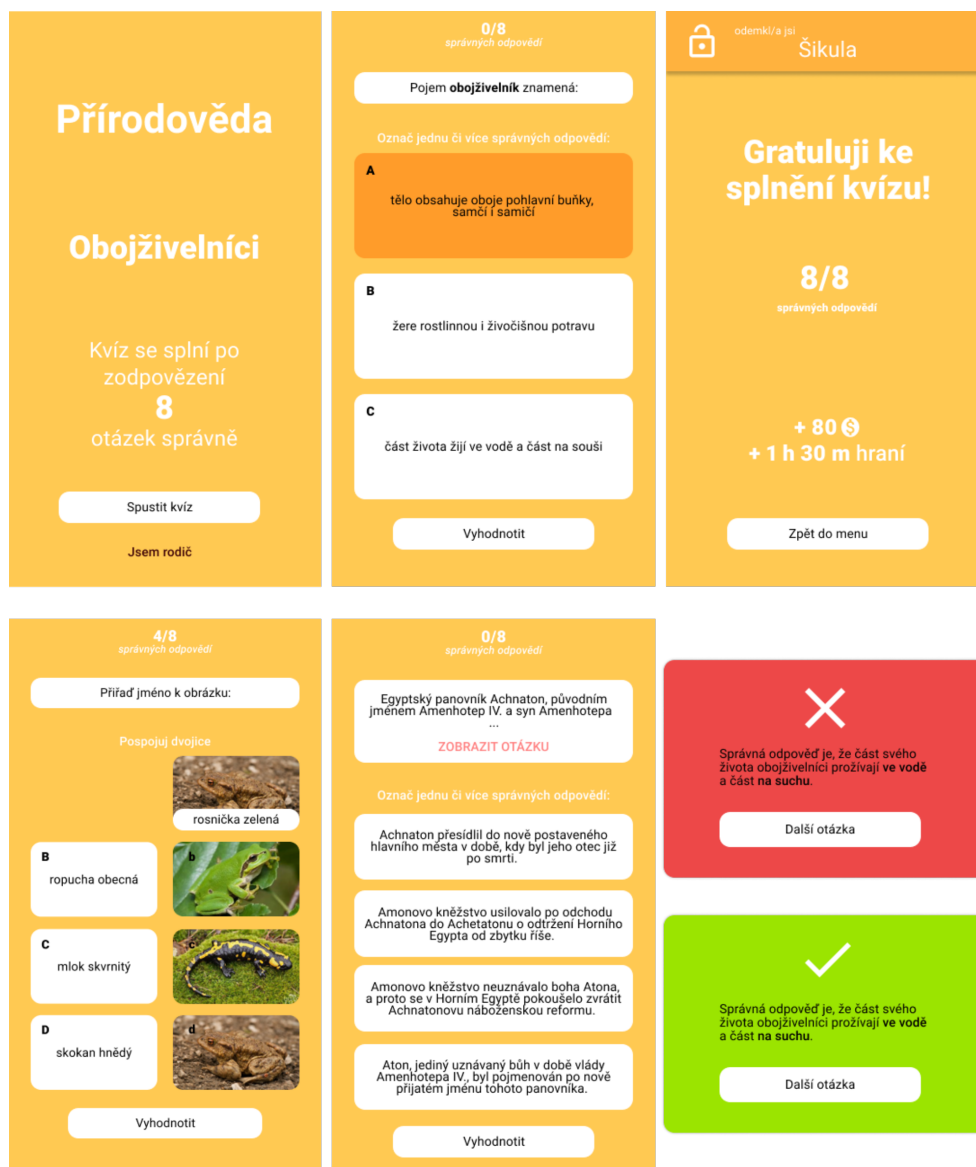 Přírodověda
Obojživelníci
Kvíz se splní po
zodpovězení
8
otázek správně
Spustit kvíz
Jsem rodič
0/8
správných odpovědí
Pojem obojživelník znamená:
Označ jednu či více správných odpovědí:
A
tělo obsahuje oboje pohlavní buňky,
samčí i samičí
B
žere rostlinnou i živočišnou potravu
C
část života žijí ve vodě a část na souši
Vyhodnotit
odemkl/a jsi
Šikula
Gratuluji ke
splnění kvízu!
8/8
správných odpovědí
+ 80 $
+ 1 h 30 m hraní
Zpět do menu
4/8
správných odpovědí
Přiřaď jméno k obrázku:
Pospojuj dvojice
rosnička zelená
B
ropucha obecná
b
C
mlok skvrnitý
c
D
skokan hnědý
d
Vyhodnotit
0/8
správných odpovědí
Egyptský panovník Achnaton, původním
jménem Amenhotep IV. a syn Amenhotepa
...
ZOBRAZIT OTÁZKU
Označ jednu či více správných odpovědí:
Achnaton přesídlil do nově postaveného
hlavního města v době, kdy byl jeho otec již
po smrti.
Amonovo kněžstvo usilovalo po odchodu
Achnatona do Achetatonu o odtržení Horního
Egypta od zbytku říše.
Amonovo kněžstvo neuznávalo boha Atona,
a proto se v Horním Egyptě pokoušelo zvrátit
Achnatonovu náboženskou reformu.
Aton, jediný uznávaný bůh v době vlády
Amenhotepa IV., byl pojmenován po nově
přijatém jménu tohoto panovníka.
Vyhodnotit
Správná odpověď je, že část svého
života obojživelníci prožívají ve vodě
a část na suchu.
Další otázka
Správná odpověď je, že část svého
života obojživelníci prožívají ve vodě
a část na suchu.
Další otázka